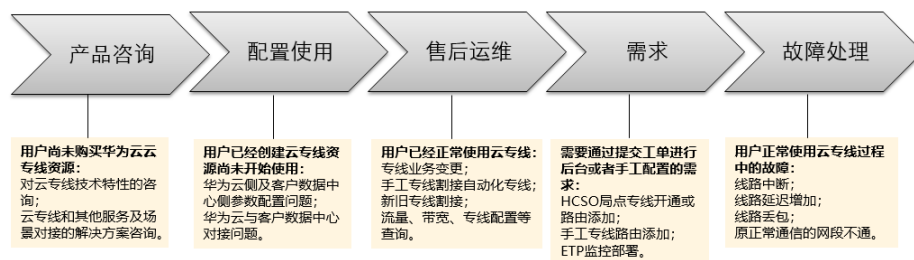 产品咨询
配置使用
售后运维
需求
故障处理
用户尚未购买华为云云
专线资源：
对云专线技术特性的咨
询；
云专线和其他服务及场
景对接的解决方案咨询。
用户已经创建云专线资
源尚未开始使用：
华为云侧及客户数据中
心侧参数配置问题；
华为云与客户数据中心
对接问题。
用户已经正常使用云专线：
专线业务变更；
手工专线割接自动化专线；
新旧专线割接；
流量、带宽、专线配置等
查询。
需要通过提交工单进行
后台或者手工配置的需
求：
HCSO局点专线开通或
路由添加；
手工专线路由添加；
ETP监控部署。
用户正常使用云专线过程
中的故障：
线路中断；
线路延迟增加；
线路丢包；
原正常通信的网段不通。